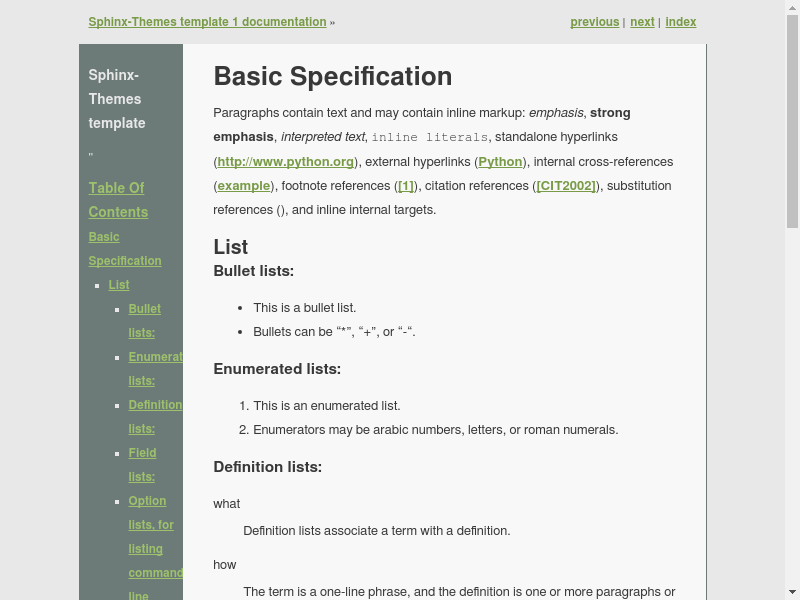 Sphinx-Themes template 1 documentation »
previous | next | index
Sphinx-
Themes
template
"
Table Of
Contents
Basic
Specification
List
Bullet
lists:
Enumerat
lists:
Definition
lists:
Field
lists:
Option
lists, for
listing
command
line
Basic Specification
Paragraphs contain text and may contain inline markup: emphasis, strong
emphasis, interpreted text, inline literals, standalone hyperlinks
(http://www.python.org), external hyperlinks (Python), internal cross-references
(example), footnote references ([1]), citation references ([CIT2002]), substitution
references (), and inline internal targets.
List
Bullet lists:
• This is a bullet list.
• Bullets can be “*”, “+”, or “-“.
Enumerated lists:
1. This is an enumerated list.
2. Enumerators may be arabic numbers, letters, or roman numerals.
Definition lists:
what
Definition lists associate a term with a definition.
how
The term is a one-line phrase, and the definition is one or more paragraphs or